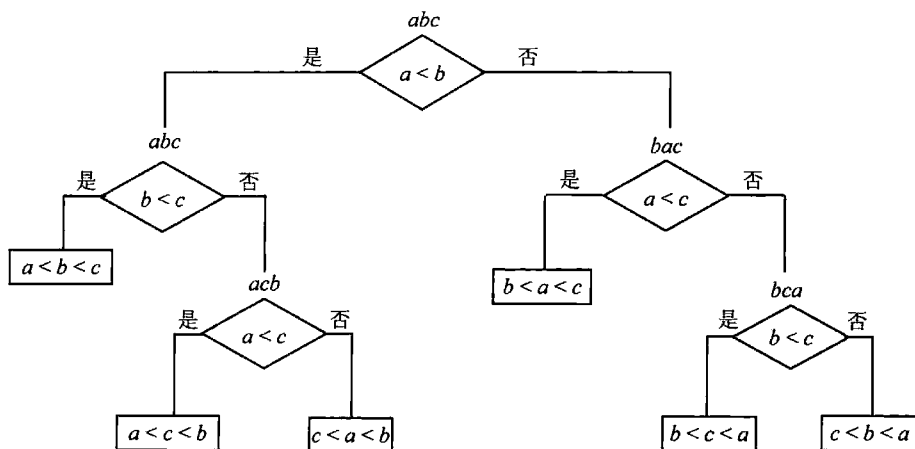 abc
是 否
a < b
abc bac
是 否 是 否
b < c a < c
a < b < c b < a < c
acb bca
是 否 是 否
a < c b < c
a < c < b c < a < b b < c < a c < b < a